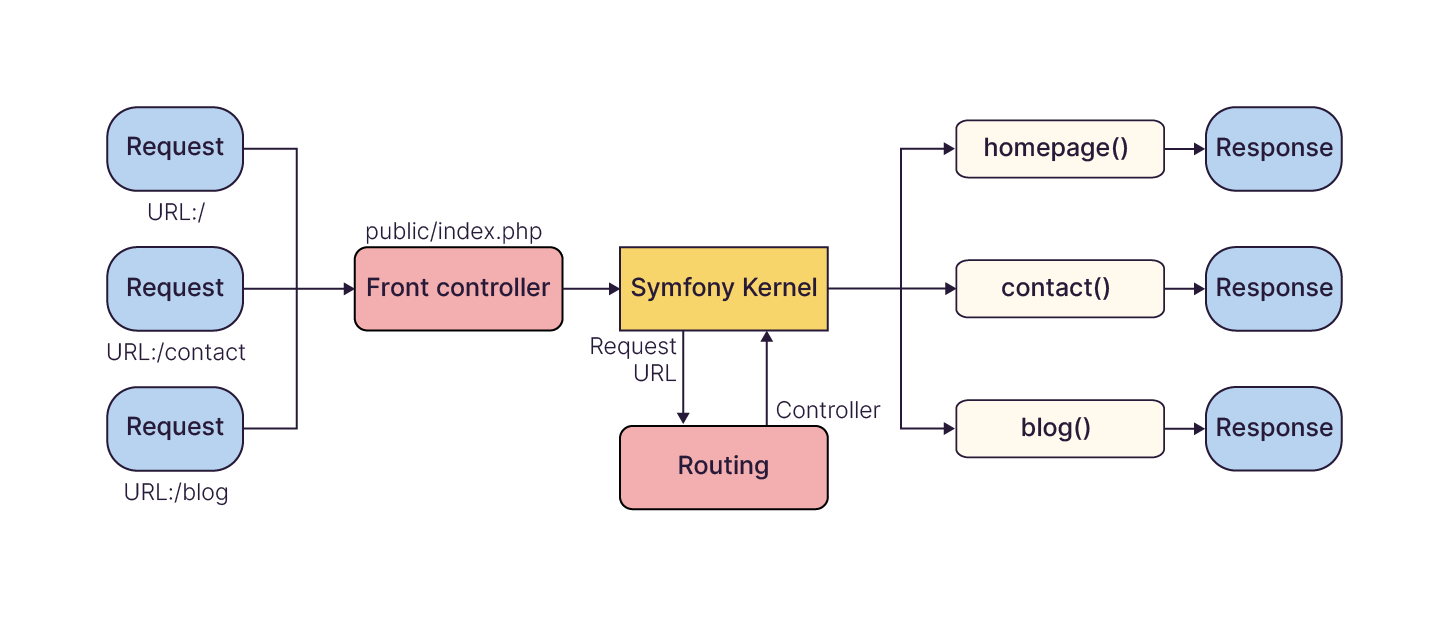 Request
URL:/
Request
URL:/contact
Request
URL:/blog
public/index.php
Front controller
Symfony Kernel
Request
URL
Controller
Routing
homepage()
Response
contact()
Response
blog()
Response